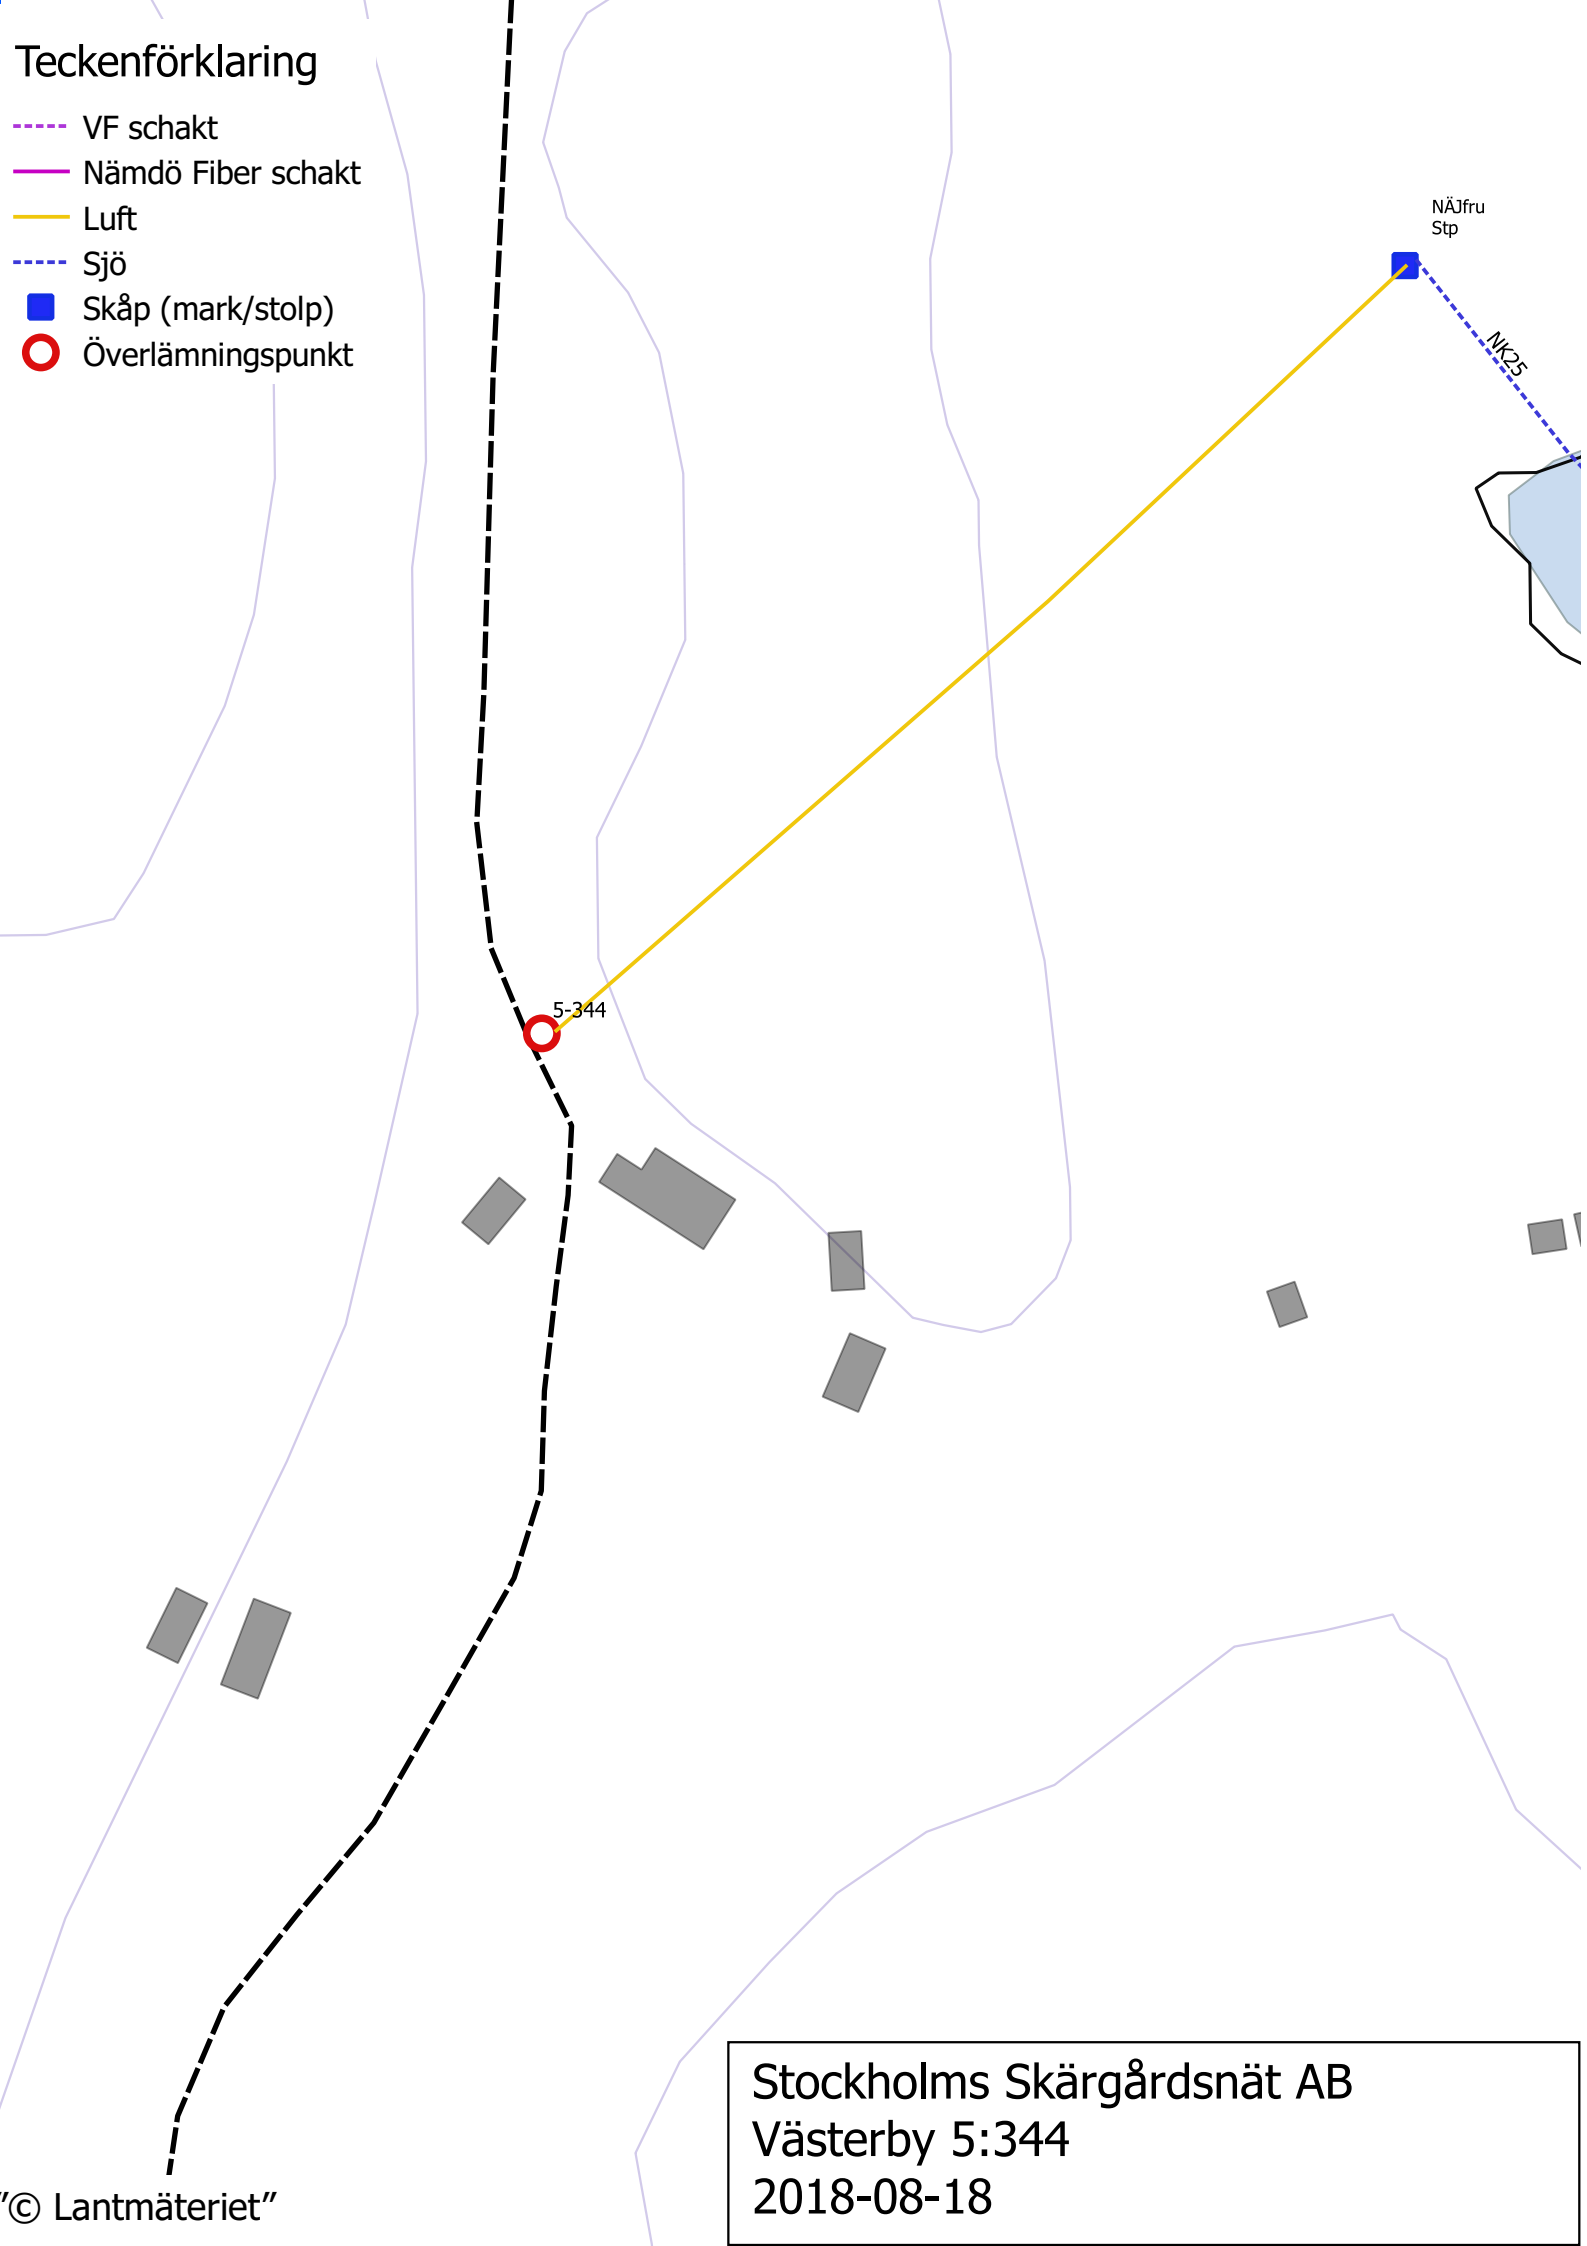 Teckenförklaring
VF schakt
Nämdö Fiber schakt
Luft
Sjö
Skåp (mark/stolp)
Överlämningspunkt
NÄJfru
Stp
NK25
5-344
Stockholms Skärgårdsnät AB
Västerby 5:344
2018-08-18
"© Lantmäteriet"